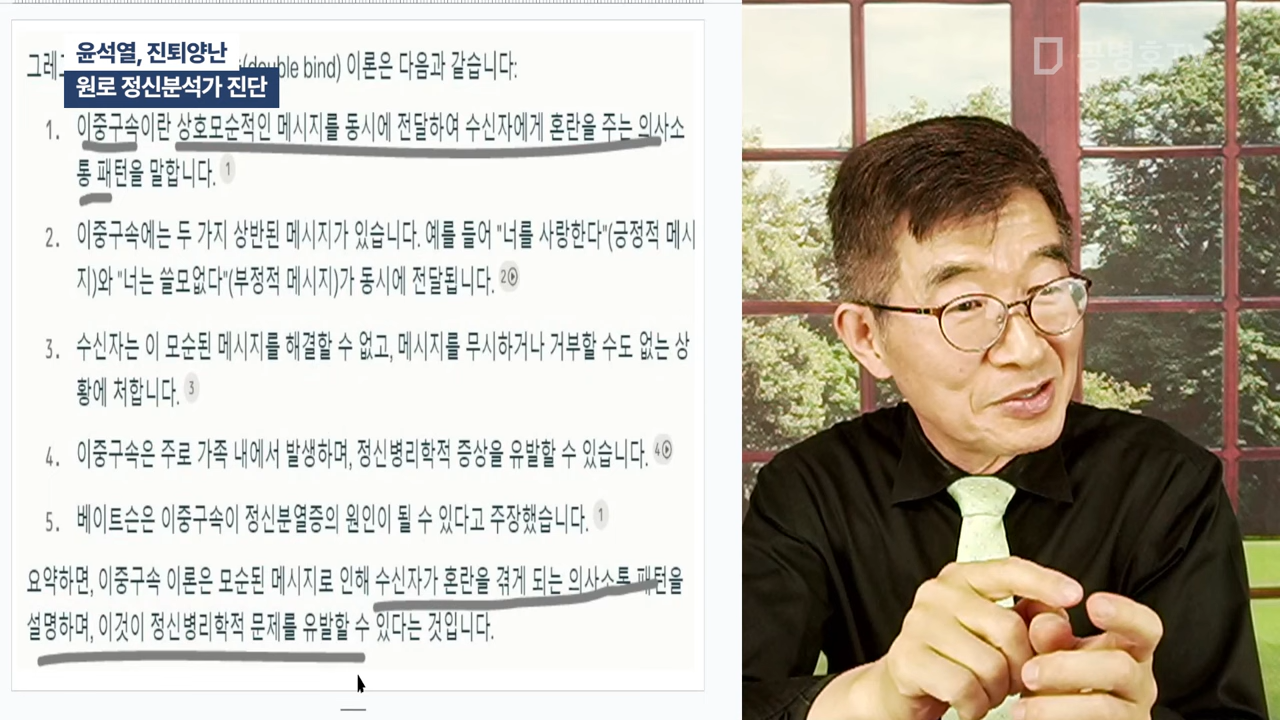 윤석열, 진퇴양난
원로 정신분석가 진단
그레 (double bind) 이론은 다음과 같습니다:
1. 이중구속이란 상호모순적인 메시지를 동시에 전달하여 수신자에게 혼란을 주는 의사소
통 패턴을 말합니다. 1
2. 이중구속에는 두 가지 상반된 메시지가 있습니다. 예를 들어 "너를 사랑한다"(긍정적 메시
지)와 "너는 쓸모없다"(부정적 메시지)가 동시에 전달됩니다. 2
3. 수신자는 이 모순된 메시지를 해결할 수 없고, 메시지를 무시하거나 거부할 수도 없는 상
황에 처합니다. 3
4. 이중구속은 주로 가족 내에서 발생하며, 정신병리학적 증상을 유발할 수 있습니다. 4
5. 베이트슨은 이중구속이 정신분열증의 원인이 될 수 있다고 주장했습니다. 1
요약하면, 이중구속 이론은 모순된 메시지로 인해 수신자가 혼란을 겪게 되는 의사소통 패턴을
설명하며, 이것이 정신병리학적 문제를 유발할 수 있다는 것입니다.
공명호자